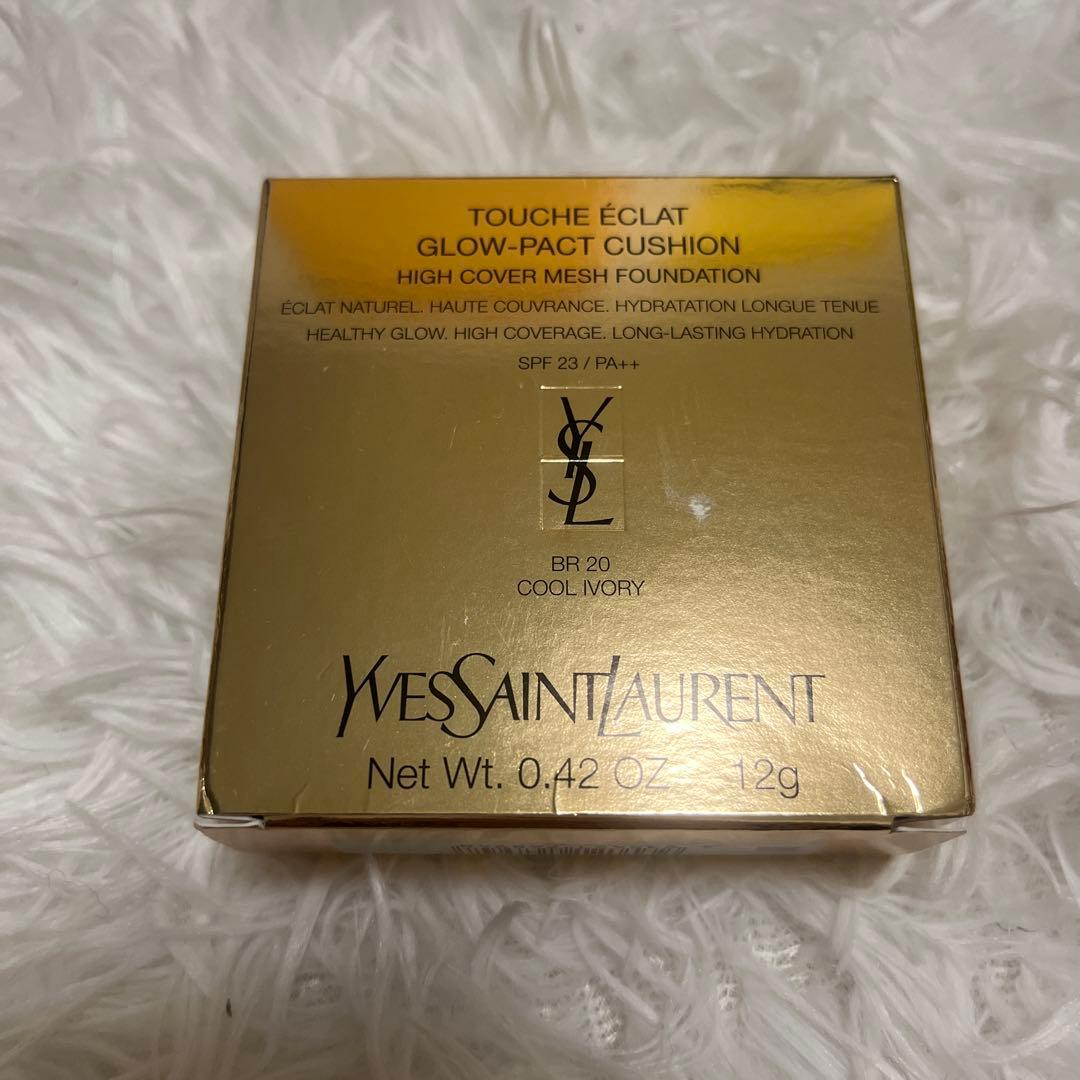 TOUCHE ÉCLAT
GLOW-PACT CUSHION
HIGH COVER MESH FOUNDATION
ÉCLAT NATUREL. HAUTE COUVRANCE. HYDRATATION LONGUE TENUE
HEALTHY GLOW. HIGH COVERAGE. LONG-LASTING HYDRATION
SPF 23 / PA++
YSL
BR 20
COOL IVORY
YVESSAINTLAURENT
Net Wt. 0.42 OZ 12g